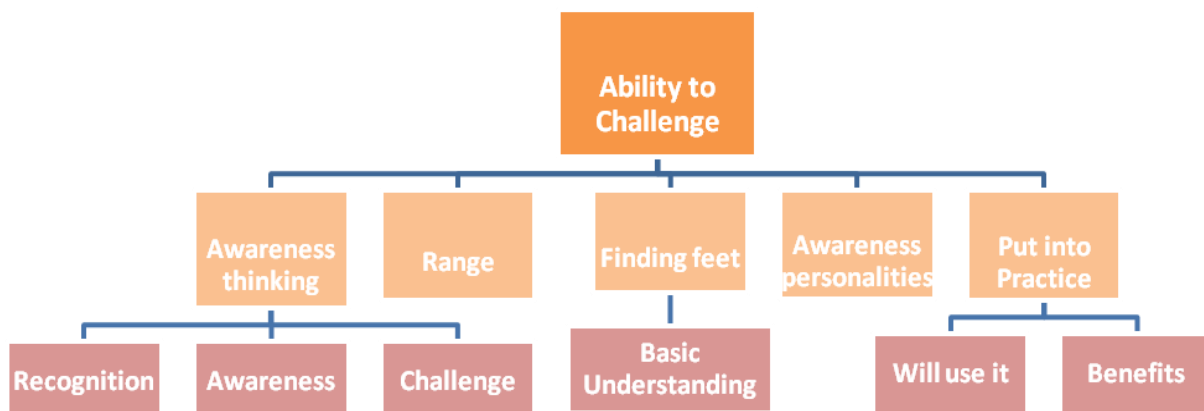 Ability to
Challenge
Awareness
thinking
Range
Finding feet
Awareness
personalities
Put into
Practice
Recognition
Awareness
Challenge
Basic
Understanding
Will use it
Benefits